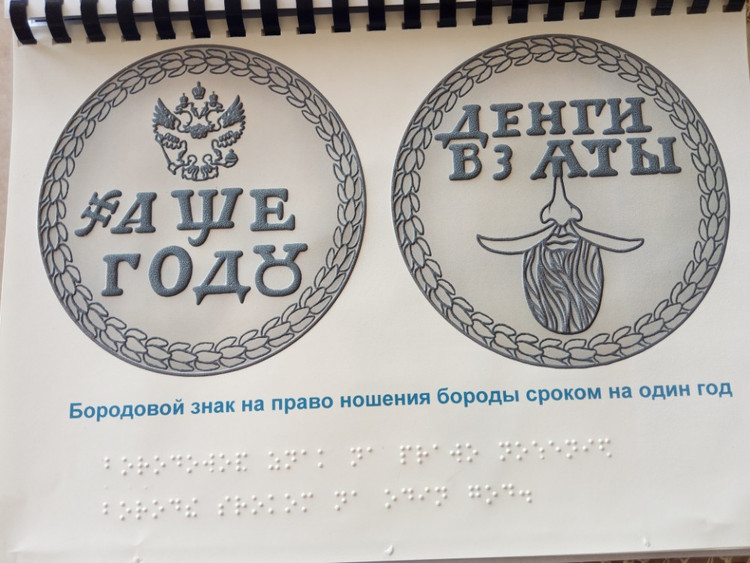 ҂АѰЕ
ГОДꙊ
ДЕНГИ
ВЗѦТЫ
Бородовой знак на право ношения бороды сроком на один год